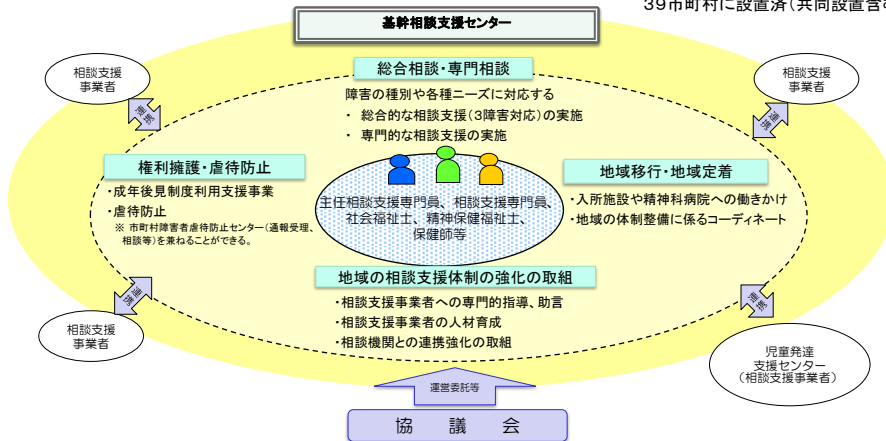 39市町村に設置済(共同設置含
基幹相談支援センター
相談支援
事業者
相談支援
事業者
連携
連携
総合相談・専門相談
障害の種別や各種ニーズに対応する
・ 総合的な相談支援(3障害対応)の実施
・ 専門的な相談支援の実施
権利擁護・虐待防止
・成年後見制度利用支援事業
・虐待防止
※ 市町村障害者虐待防止センター(通報受理、
相談等)を兼ねることができる。
主任相談支援専門員、相談支援専門員、
社会福祉士、精神保健福祉士、
保健師等
地域移行・地域定着
・入所施設や精神科病院への働きかけ
・地域の体制整備に係るコーディネート
地域の相談支援体制の強化の取組
・相談支援事業者への専門的指導、助言
・相談支援事業者の人材育成
・相談機関との連携強化の取組
連携
連携
相談支援
事業者
児童発達
支援センター
(相談支援事業者)
運営委託等
協 議 会